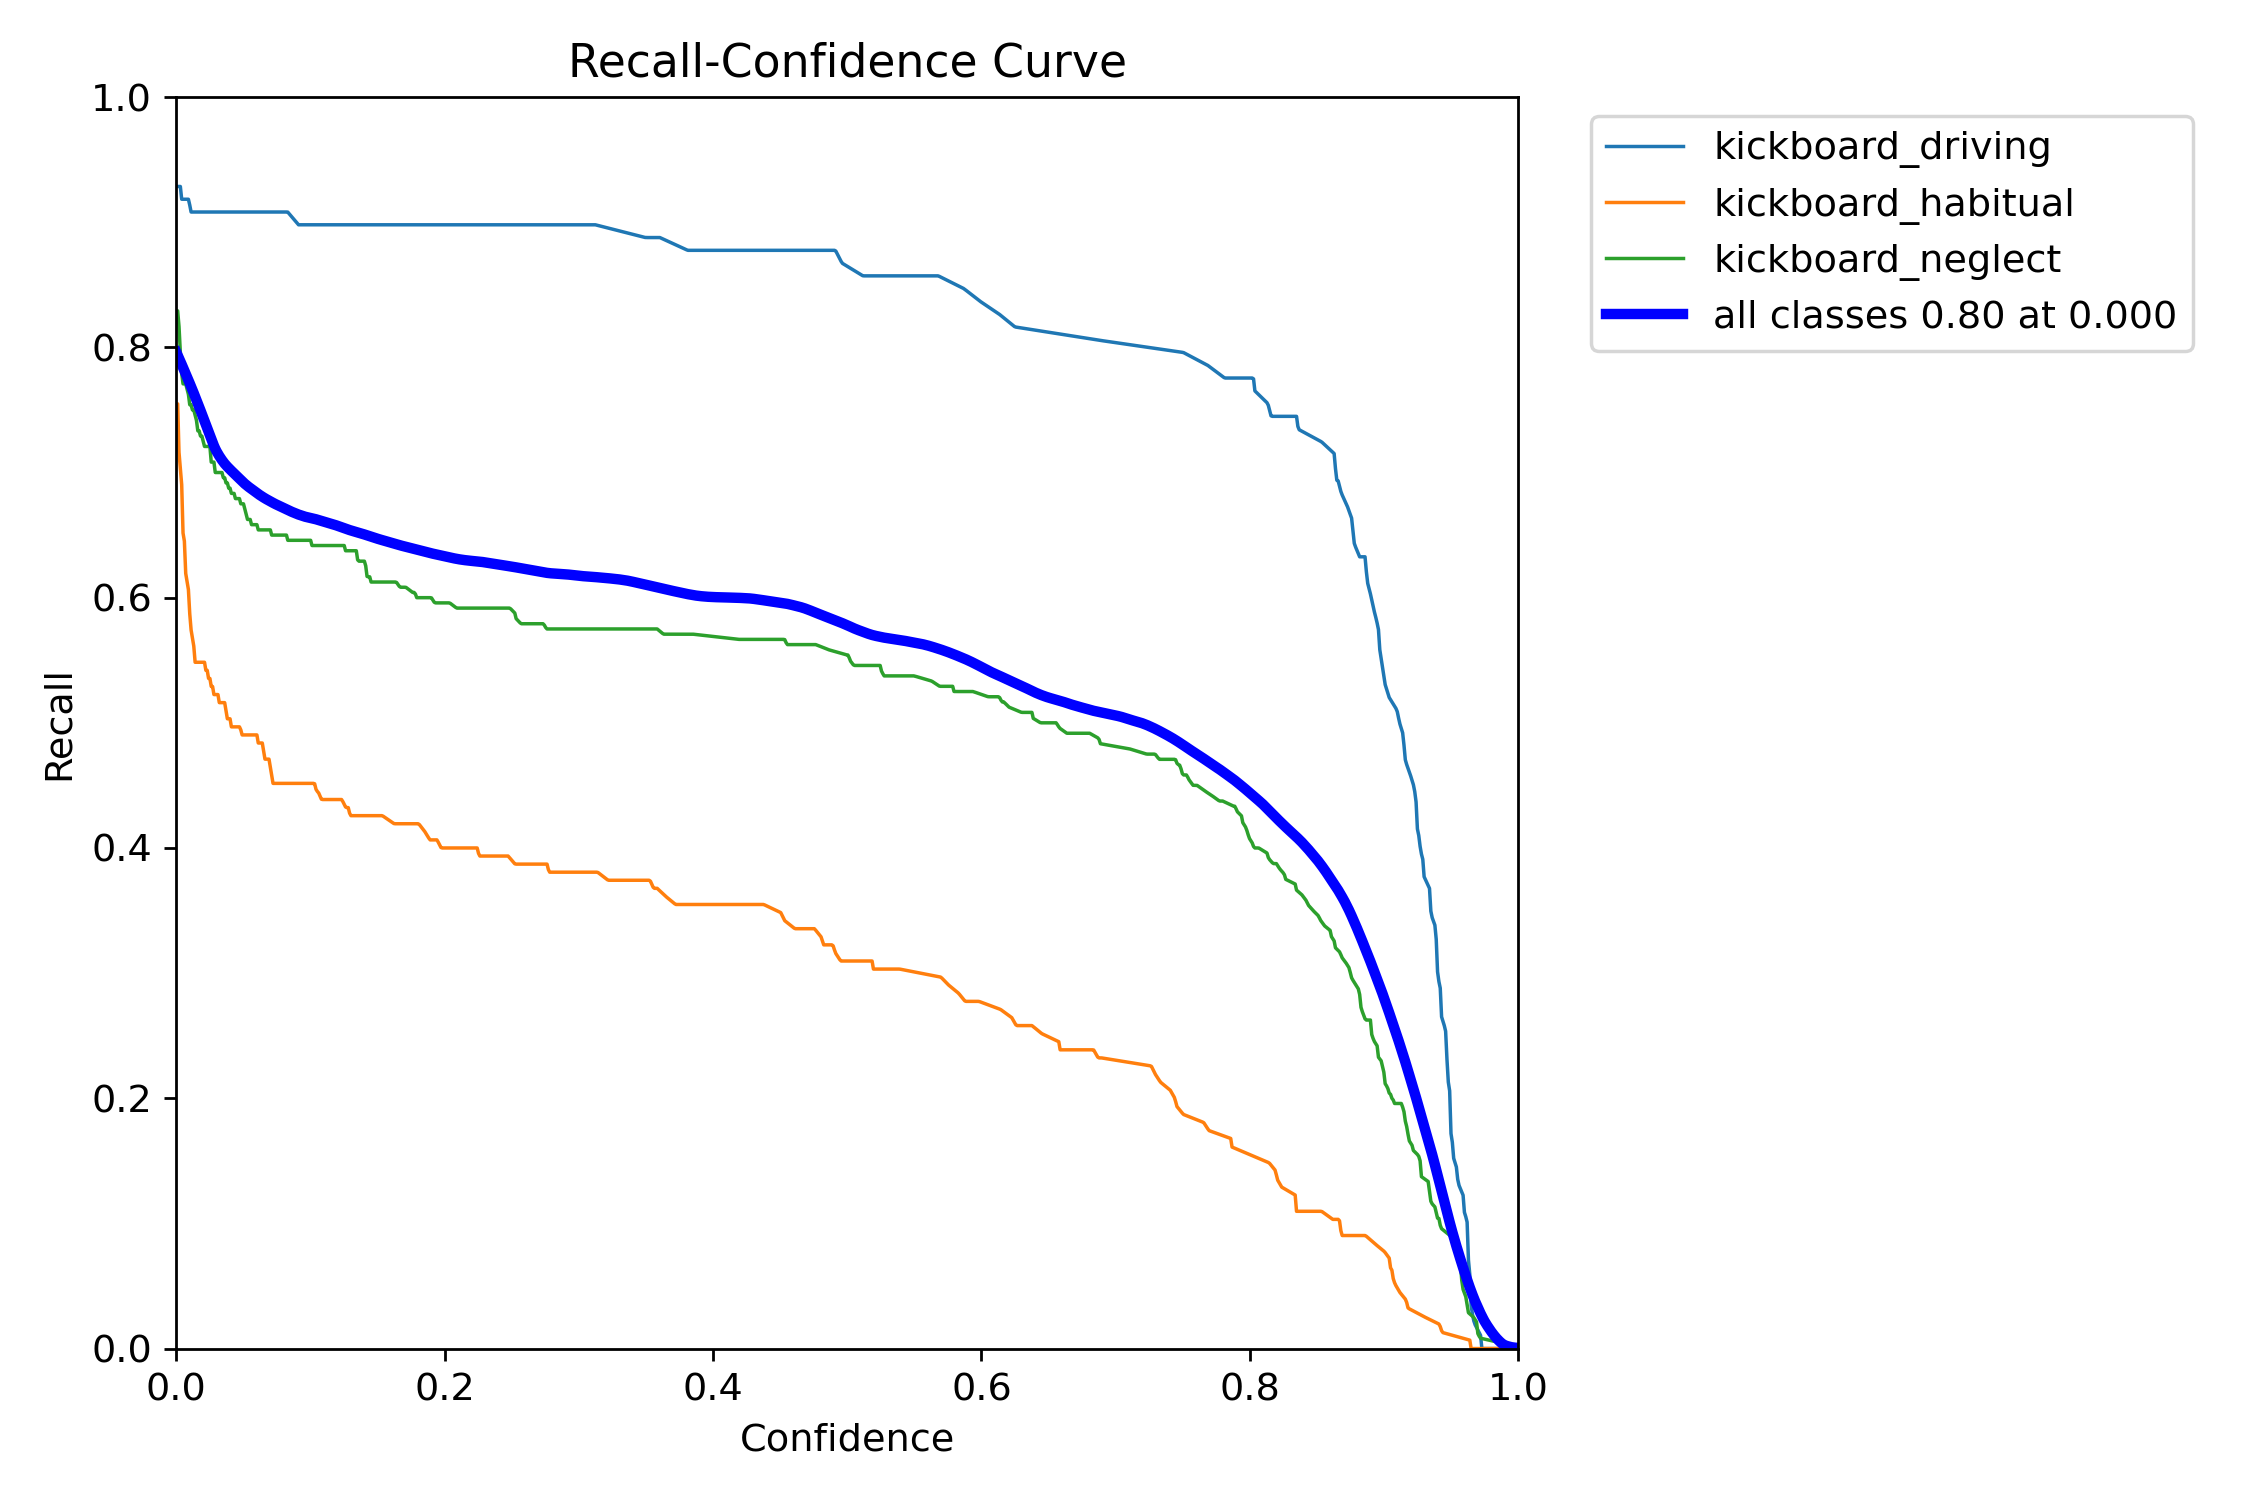 Recall-Confidence Curve
1.0
0.8
0.6
0.4
0.2
0.0
Recall
0.0 0.2 0.4 0.6 0.8 1.0
Confidence
kickboard_driving
kickboard_habitual
kickboard_neglect
all classes 0.80 at 0.000